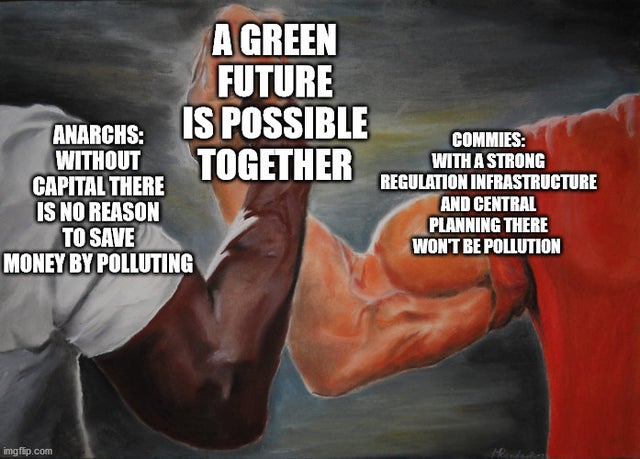 A GREEN
FUTURE
IS POSSIBLE
TOGETHER
ANARCHS:
WITHOUT
CAPITAL THERE
IS NO REASON
TO SAVE
MONEY BY POLLUTING
COMMIES:
WITH A STRONG
REGULATION INFRASTRUCTURE
AND CENTRAL
PLANNING THERE
WON'T BE POLLUTION
imgflip.com